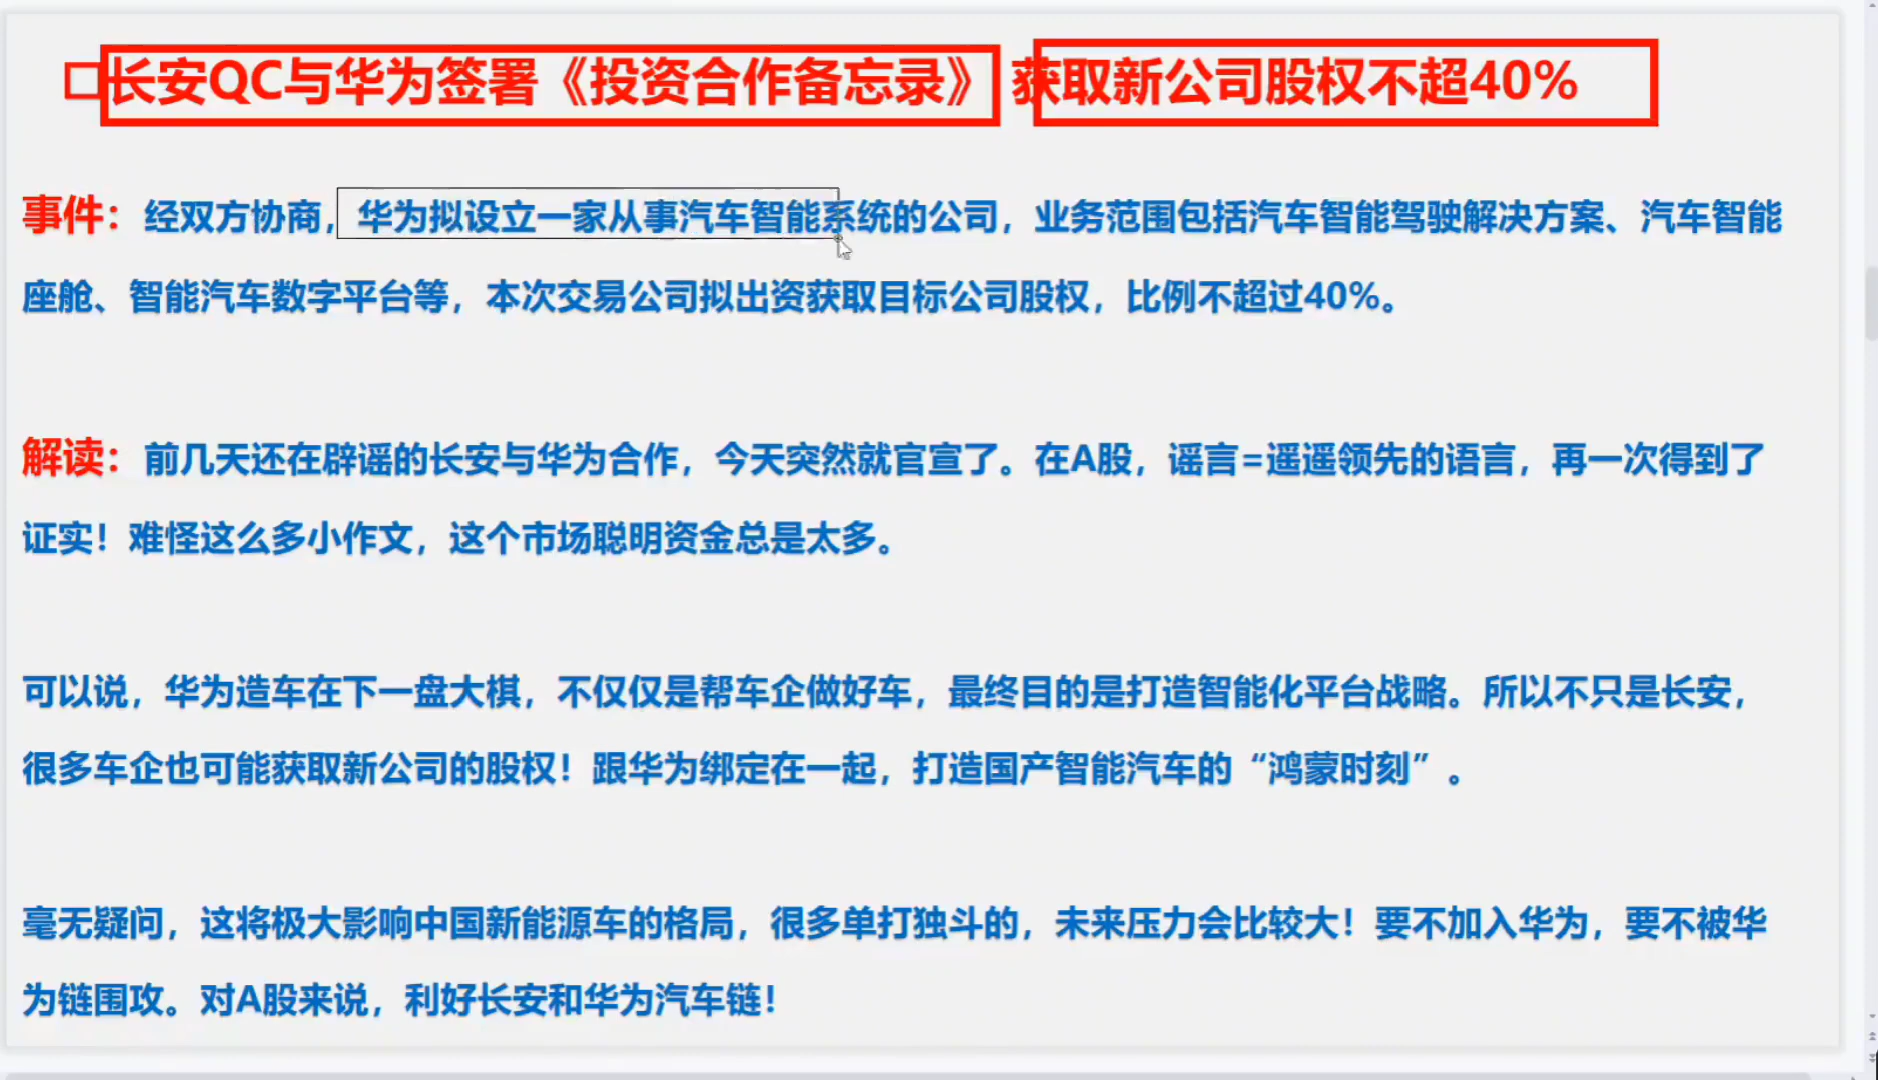 长安QC与华为签署《投资合作备忘录》 获取新公司股权不超40%
事件：经双方协商，华为拟设立一家从事汽车智能系统的公司，业务范围包括汽车智能驾驶解决方案、汽车智能
座舱、智能汽车数字平台等，本次交易公司拟出资获取目标公司股权，比例不超过40%。
解读：前几天还在辟谣的长安与华为合作，今天突然就官宣了。在A股，谣言=遥遥领先的语言，再一次得到了
证实！难怪这么多小作文，这个市场聪明资金总是太多。
可以说，华为造车在下一盘大棋，不仅仅是帮车企做好车，最终目的是打造智能化平台战略。所以不只是长安，
很多车企也可能获取新公司的股权！跟华为绑定在一起，打造国产智能汽车的“鸿蒙时刻”。
毫无疑问，这将极大影响中国新能源车的格局，很多单打独斗的，未来压力会比较大！要不加入华为，要不被华
为链围攻。对A股来说，利好长安和华为汽车链！